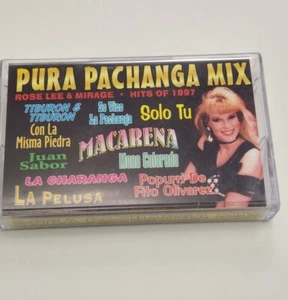 PURA PACHANGA MIX
ROSE LEE & MIRAGE • HITS OF 1997
TIBURON & TIBURON
Se Vino La Pachanga
Solo Tu
Con La Misma Piedra
MACARENA
Juan Sabor
Mono Colorado
LA CHARANGA
Popurri De Fito Olivarez
LA PELUSA